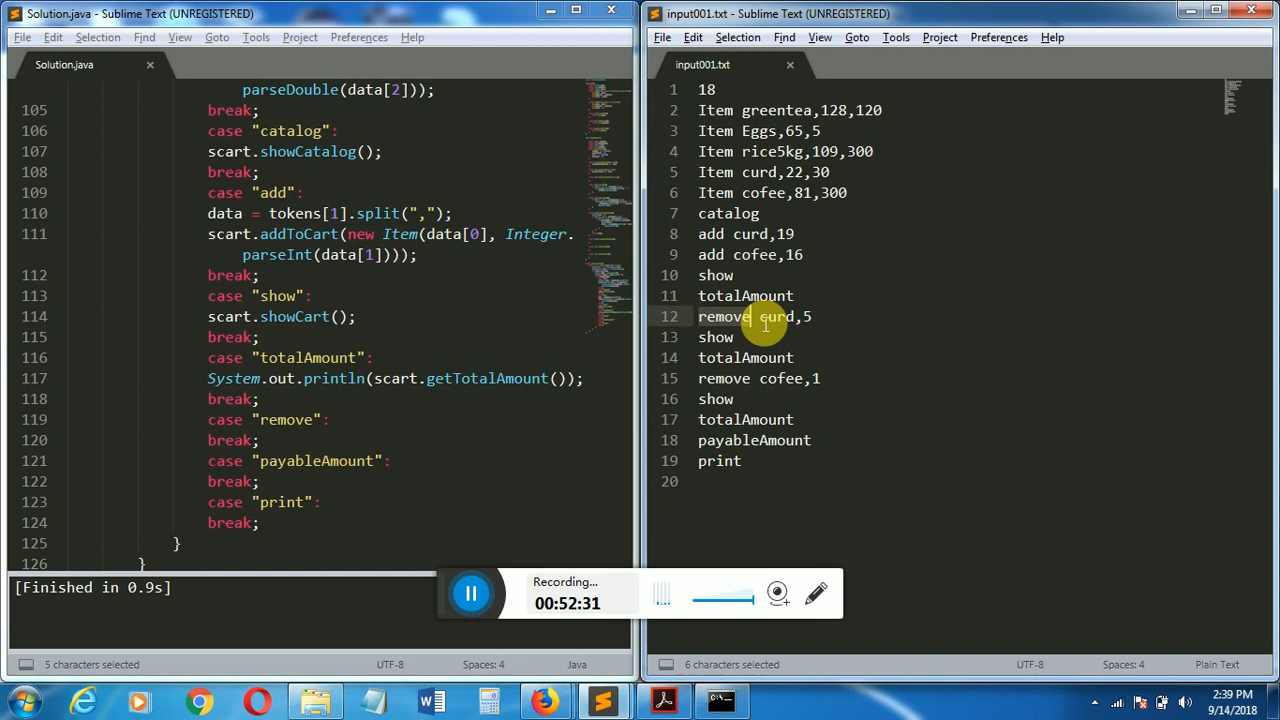 Solution.java - Sublime Text (UNREGISTERED)
File Edit Selection Find View Goto Tools Project Preferences Help
Solution.java
parseDouble(data[2]));
105 break;
106 case "catalog":
107 scart.showCatalog();
108 break;
109 case "add":
110 data = tokens[1].split(",");
111 scart.addToCart(new Item(data[0], Integer.
parseInt(data[1])));
112 break;
113 case "show":
114 scart.showCart();
115 break;
116 case "totalAmount":
117 System.out.println(scart.getTotalAmount());
118 break;
119 case "remove":
120 break;
121 case "payableAmount":
122 break;
123 case "print":
124 break;
125 }
126 }
[Finished in 0.9s]
5 characters selected UTF-8 Spaces: 4 Java
input001.txt - Sublime Text (UNREGISTERED)
File Edit Selection Find View Goto Tools Project Preferences Help
input001.txt
1 18
2 Item greentea,128,120
3 Item Eggs,65,5
4 Item rice5kg,109,300
5 Item curd,22,30
6 Item cofee,81,300
7 catalog
8 add curd,19
9 add cofee,16
10 show
11 totalAmount
12 remove curd,5
13 show
14 totalAmount
15 remove cofee,1
16 show
17 totalAmount
18 payableAmount
19 print
20
6 characters selected UTF-8 Spaces: 4 Plain Text
Recording...
00:52:31
2:39 PM
9/14/2018